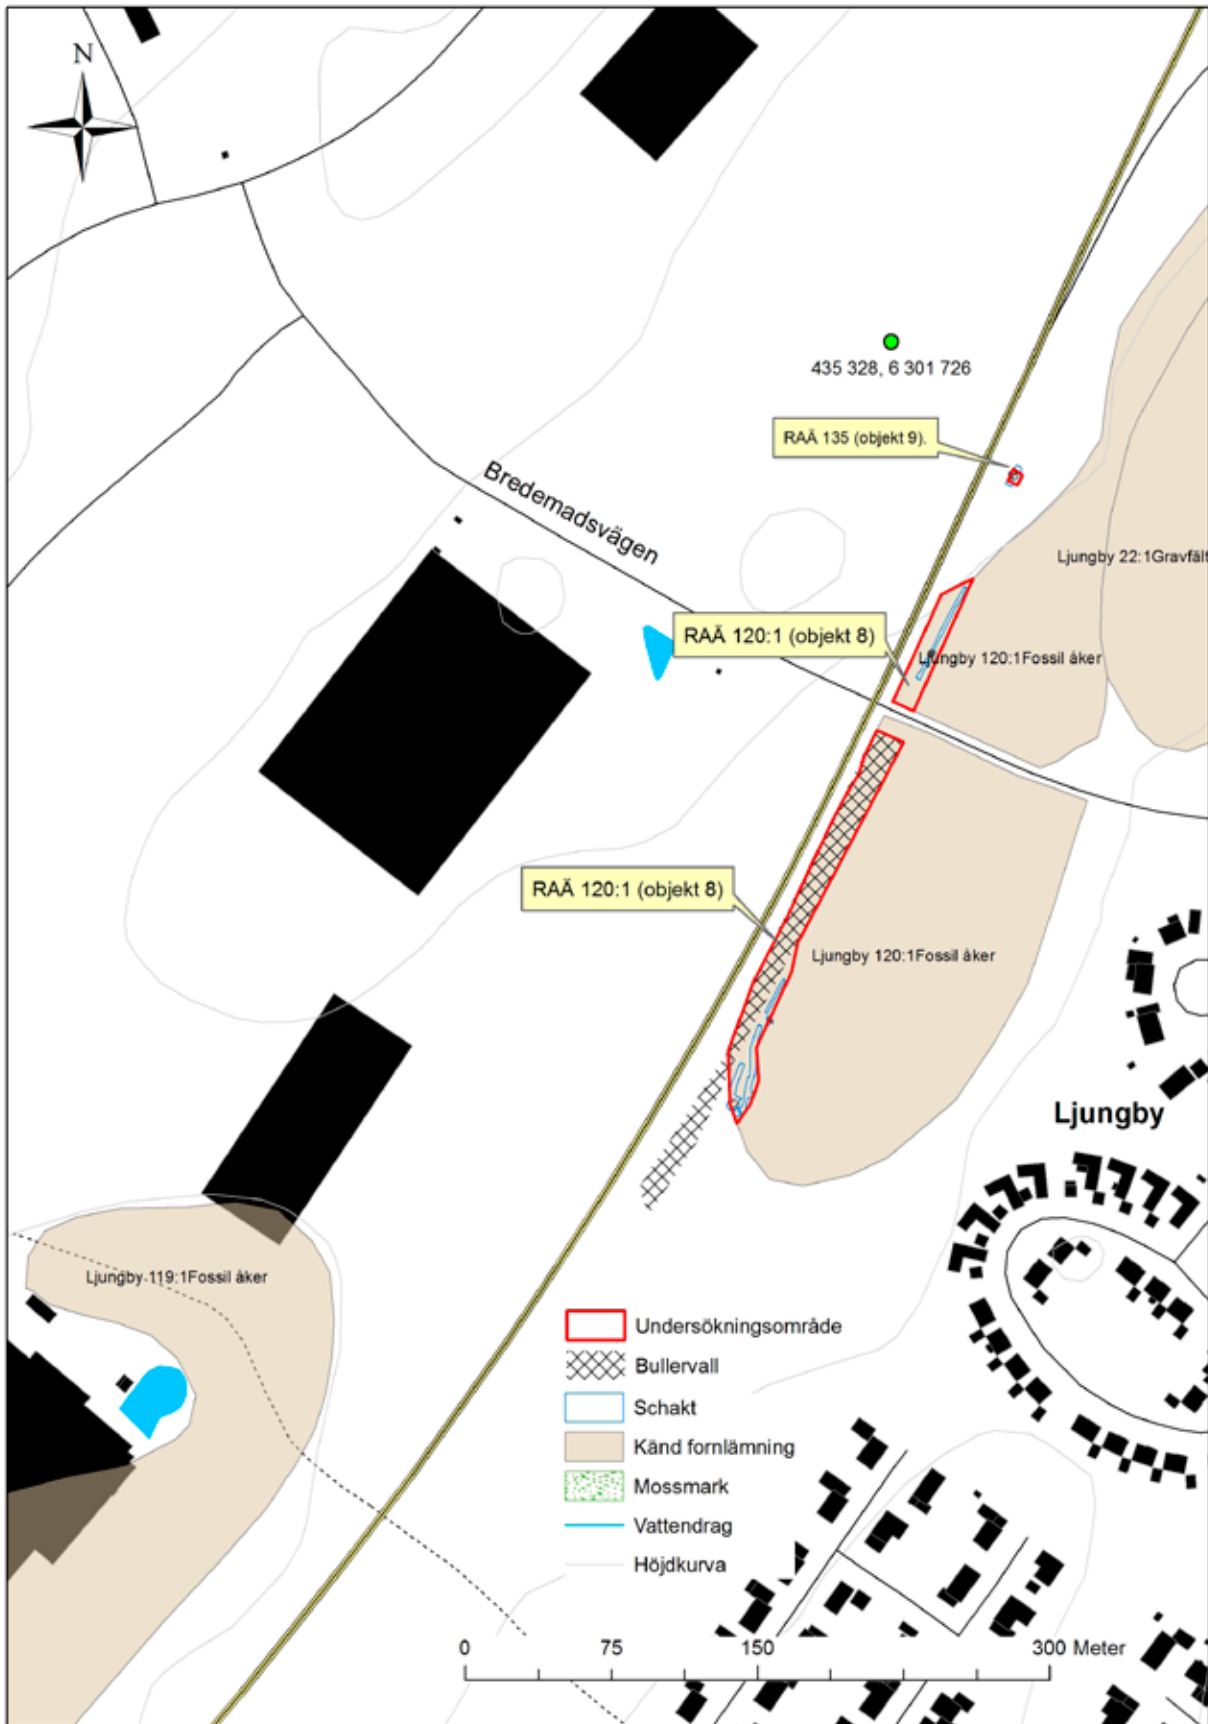 N
435 328, 6 301 726
RAÄ 135 (objekt 9).
Bredemadsvägen
Ljungby 22:1Gravfält
RAÄ 120:1 (objekt 8)
Ljungby 120:1Fossil åker
RAÄ 120:1 (objekt 8)
Ljungby 120:1Fossil åker
Ljungby
Ljungby 119:1Fossil åker
Undersökningsområde
Bullervall
Schakt
Känd fornlämning
Mossmark
Vattendrag
Höjdkurva
0 75 150 300 Meter